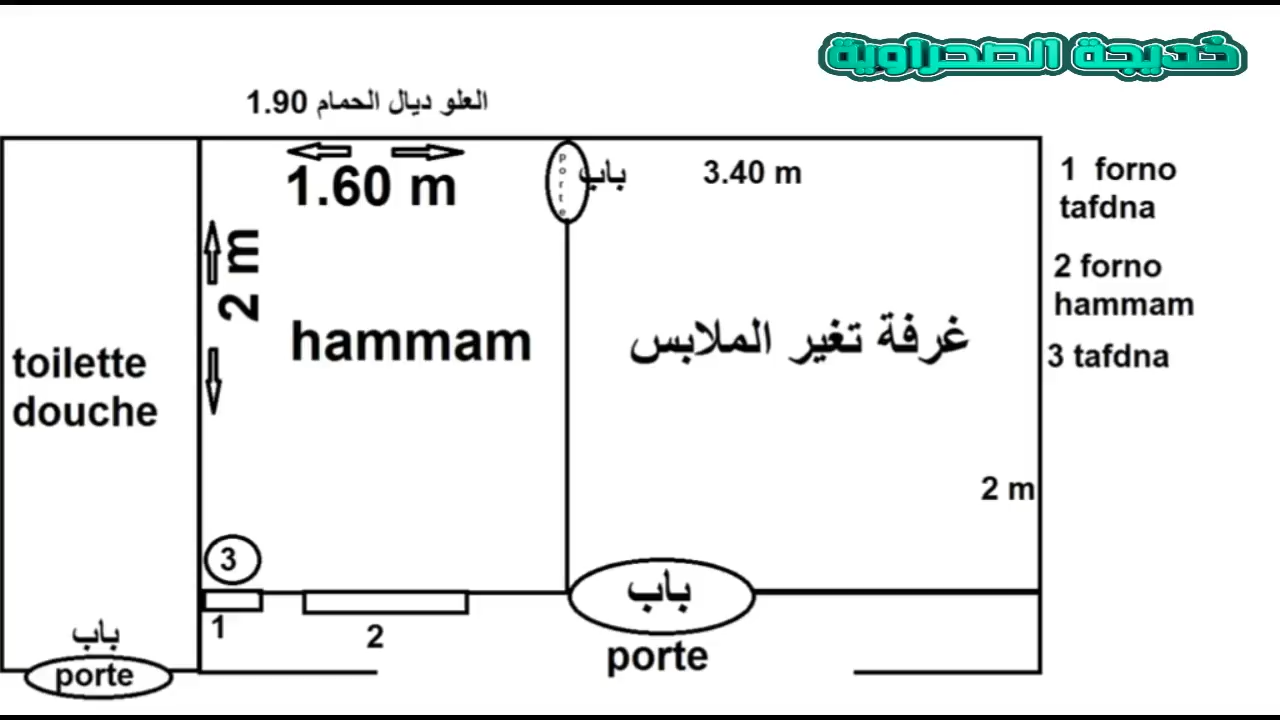 خديجة الصحراوية
العلو ديال الحمام 1.90
1.60 m
2 m
porte
باب
3.40 m
1 forno
tafdna
2 forno
hammam
3 tafdna
hammam
غرفة تغير الملابس
toilette
douche
2 m
3
1
2
باب
porte
باب
porte